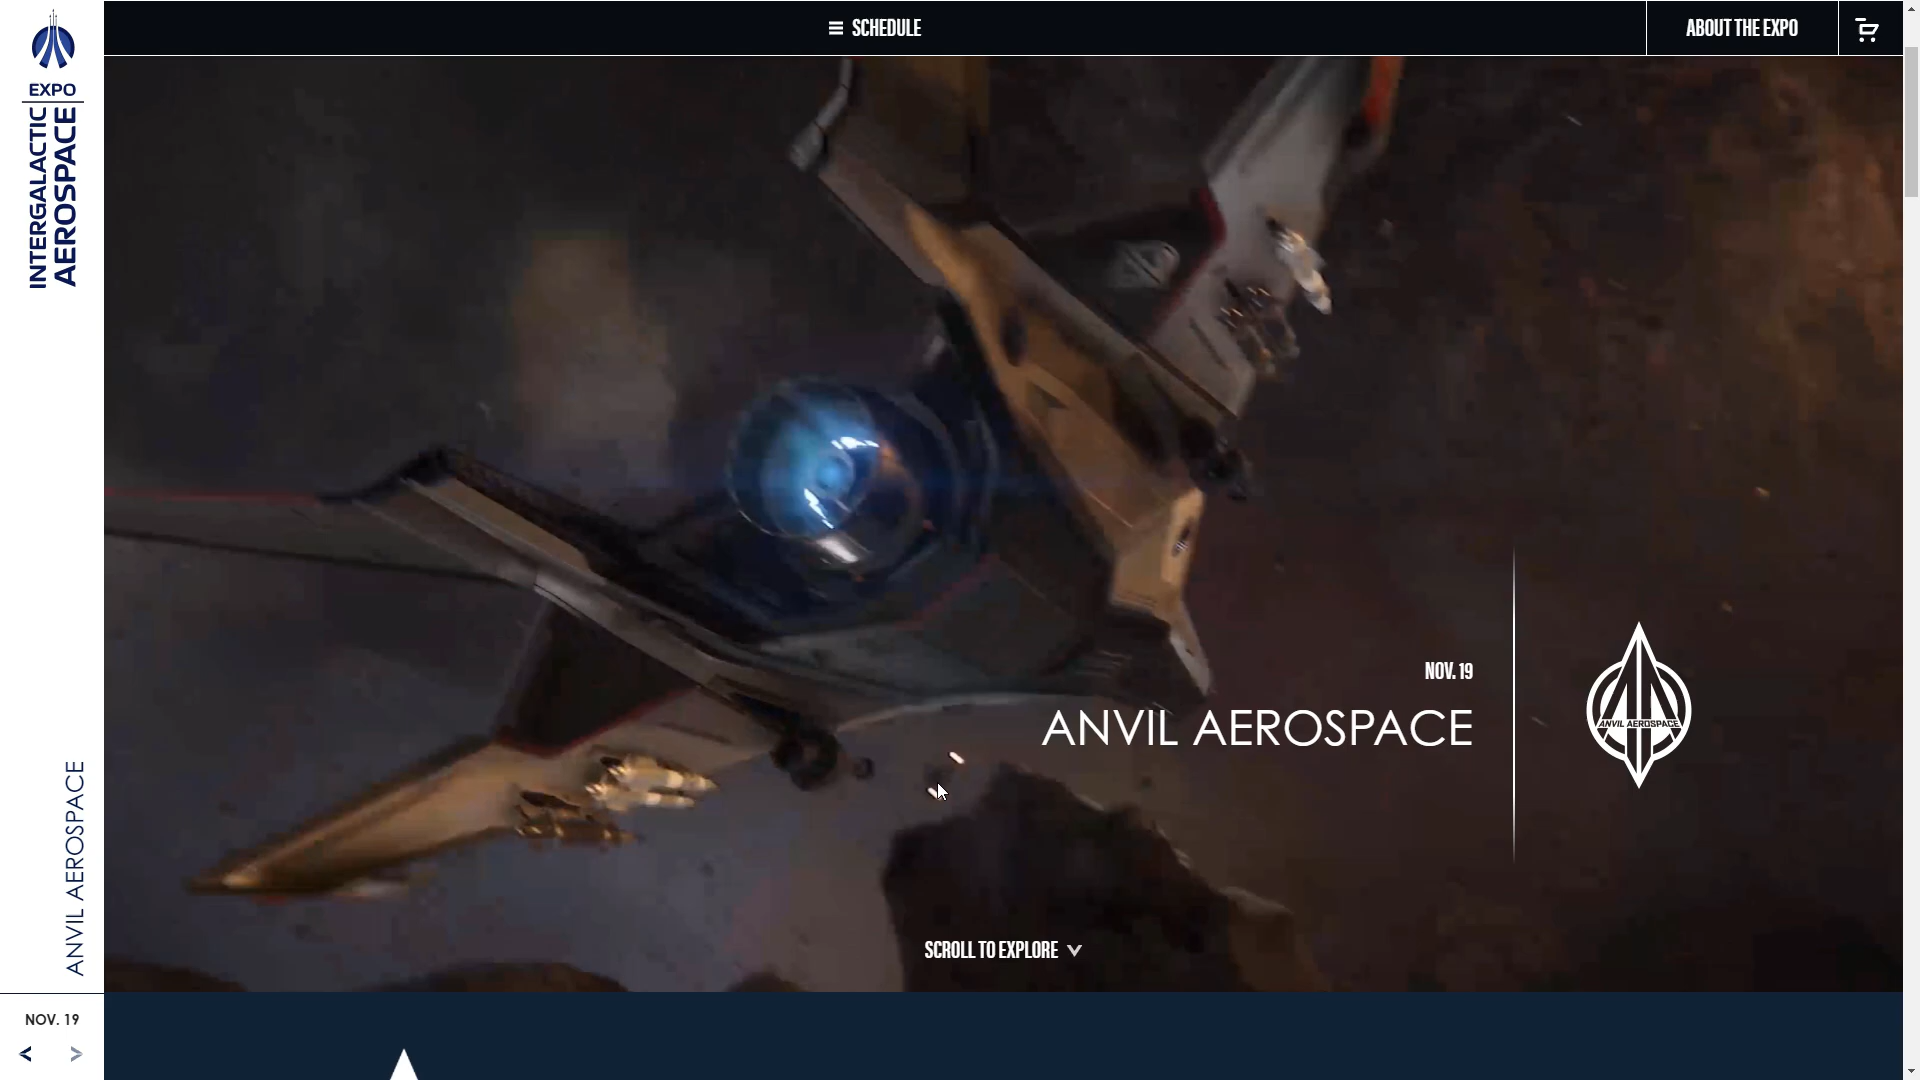 EXPO
INTERGALACTIC
AEROSPACE
SCHEDULE
ABOUT THE EXPO
NOV. 19
ANVIL AEROSPACE
ANVIL AEROSPACE
SCROLL TO EXPLORE
ANVIL AEROSPACE
NOV. 19
< >